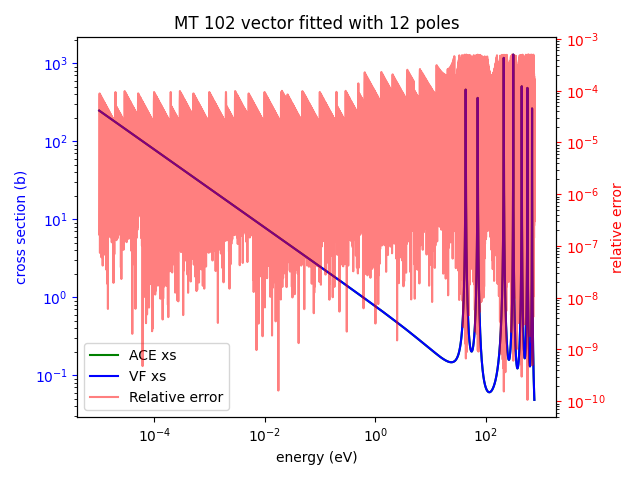 MT 102 vector fitted with 12 poles
10^3
10^2
10^1
10^0
10^-1
cross section (b)
10^-3
10^-4
10^-5
10^-6
10^-7
10^-8
10^-9
10^-10
relative error
ACE xs
VF xs
Relative error
10^-4
10^-2
10^0
10^2
energy (eV)